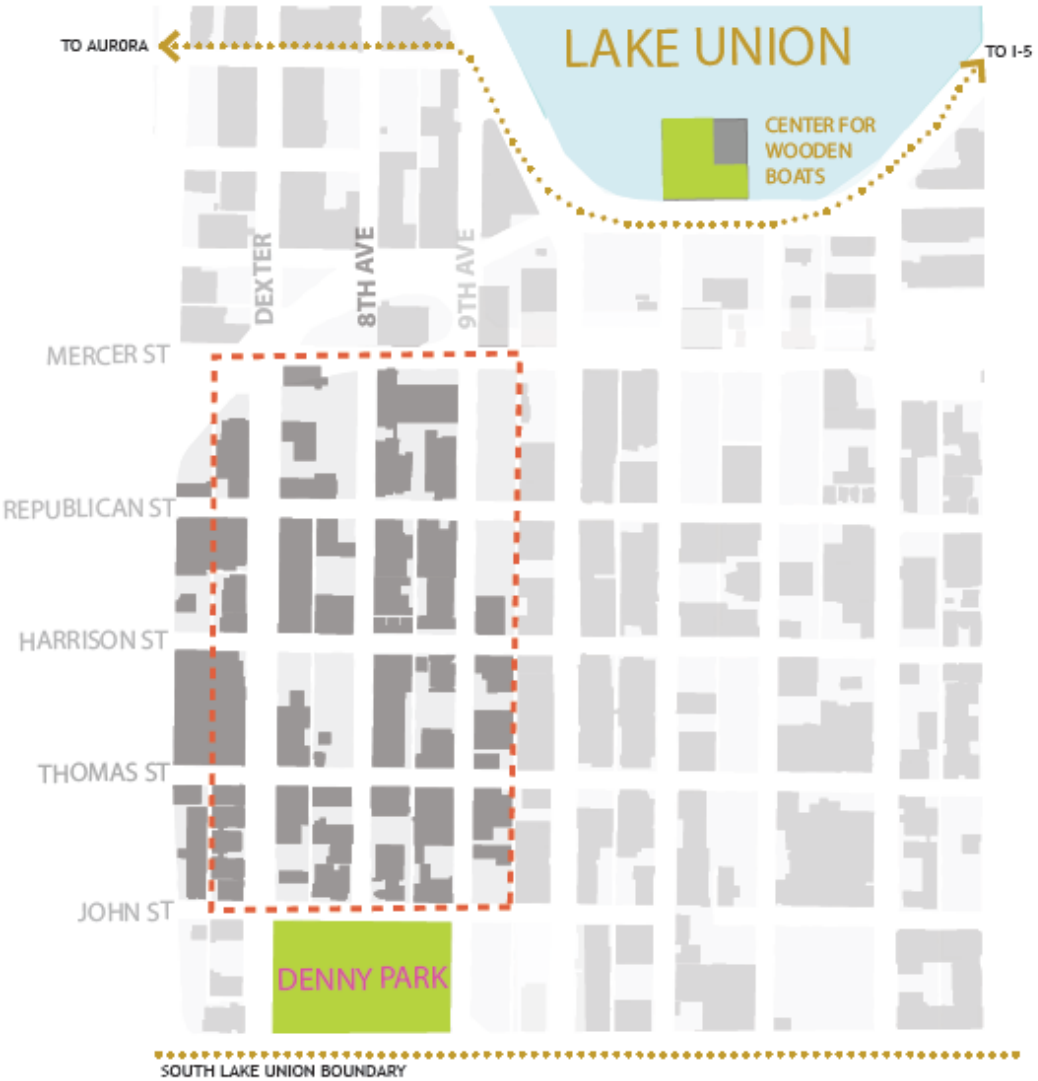 LAKE UNION
TO AURORA
TO I-5
CENTER FOR
WOODEN
BOATS
DEXTER
8TH AVE
9TH AVE
MERCER ST
REPUBLICAN ST
HARRISON ST
THOMAS ST
JOHN ST
DENNY PARK
SOUTH LAKE UNION BOUNDARY